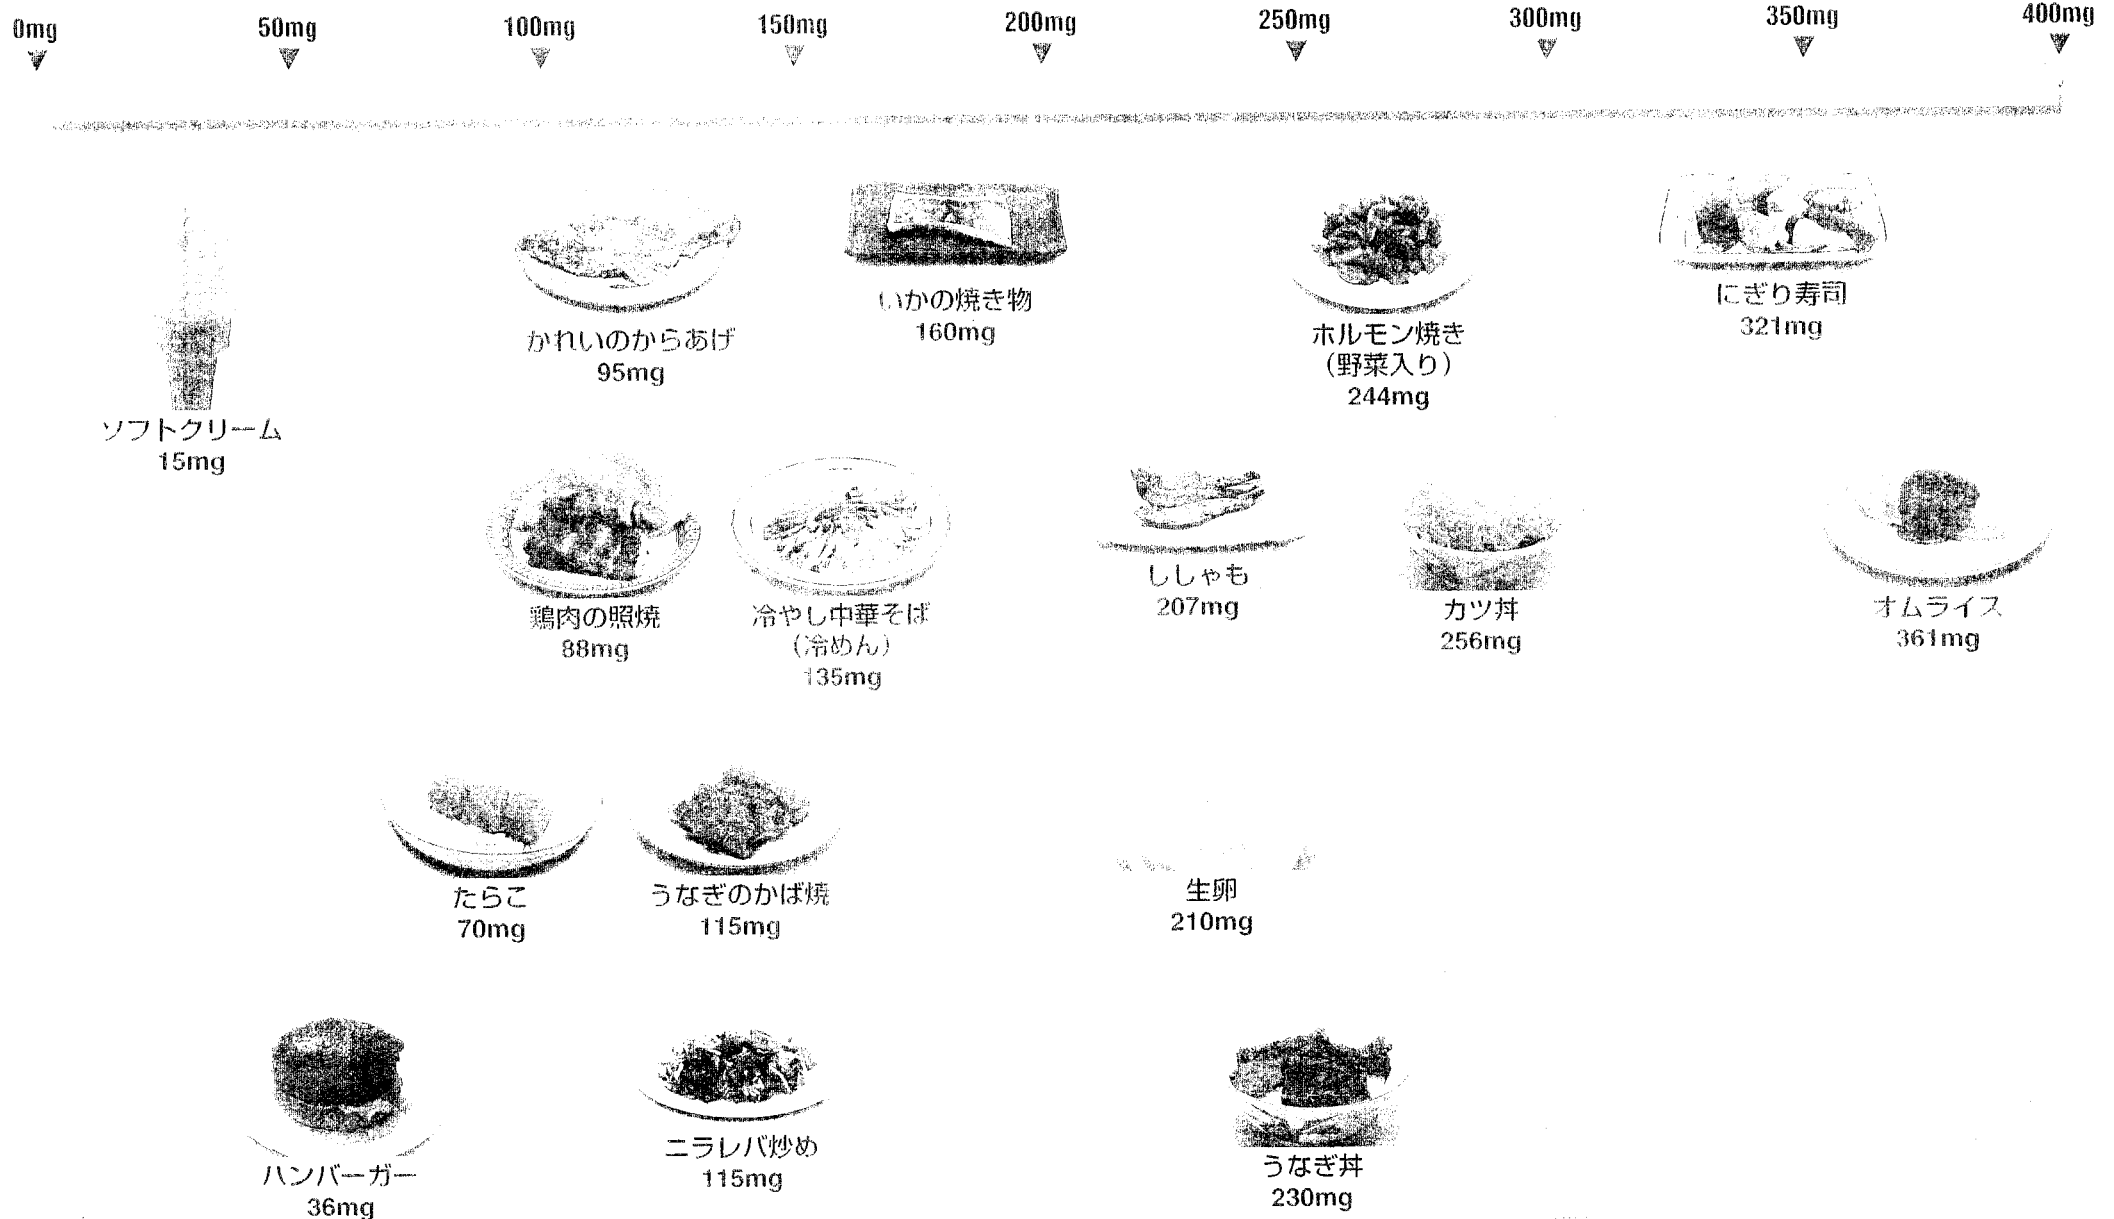 0mg 50mg 100mg 150mg 200mg 250mg 300mg 350mg 400mg
ソフトクリーム
15mg
かれいのからあげ
95mg
いかの焼き物
160mg
ホルモン焼き
（野菜入り）
244mg
にぎり寿司
321mg
鶏肉の照焼
88mg
冷やし中華そば
（冷めん）
135mg
ししゃも
207mg
カツ丼
256mg
オムライス
361mg
たらこ
70mg
うなぎのかば焼
115mg
生卵
210mg
ハンバーガー
36mg
ニラレバ炒め
115mg
うなぎ丼
230mg